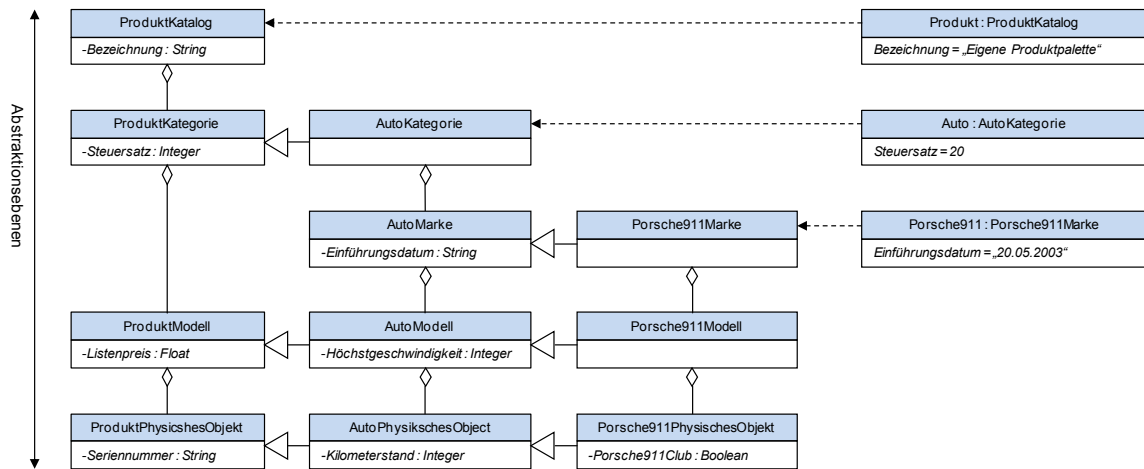 ProduktKatalog
-Bezeichnung : String
Produkt : ProduktKatalog
Bezeichnung = „Eigene Produktpalette“
Abstraktionsebenen
ProduktKategorie
-Steuersatz : Integer
AutoKategorie
Auto : AutoKategorie
Steuersatz = 20
AutoMarke
-Einführungsdatum : String
Porsche911Marke
Porsche911 : Porsche911Marke
Einführungsdatum = „20.05.2003“
ProduktModell
-Listenpreis : Float
AutoModell
-Höchstgeschwindigkeit : Integer
Porsche911Modell
ProduktPhysicshesObjekt
-Seriennummer : String
AutoPhysikschesObject
-Kilometerstand : Integer
Porsche911PhysischesObjekt
-Porsche911Club : Boolean